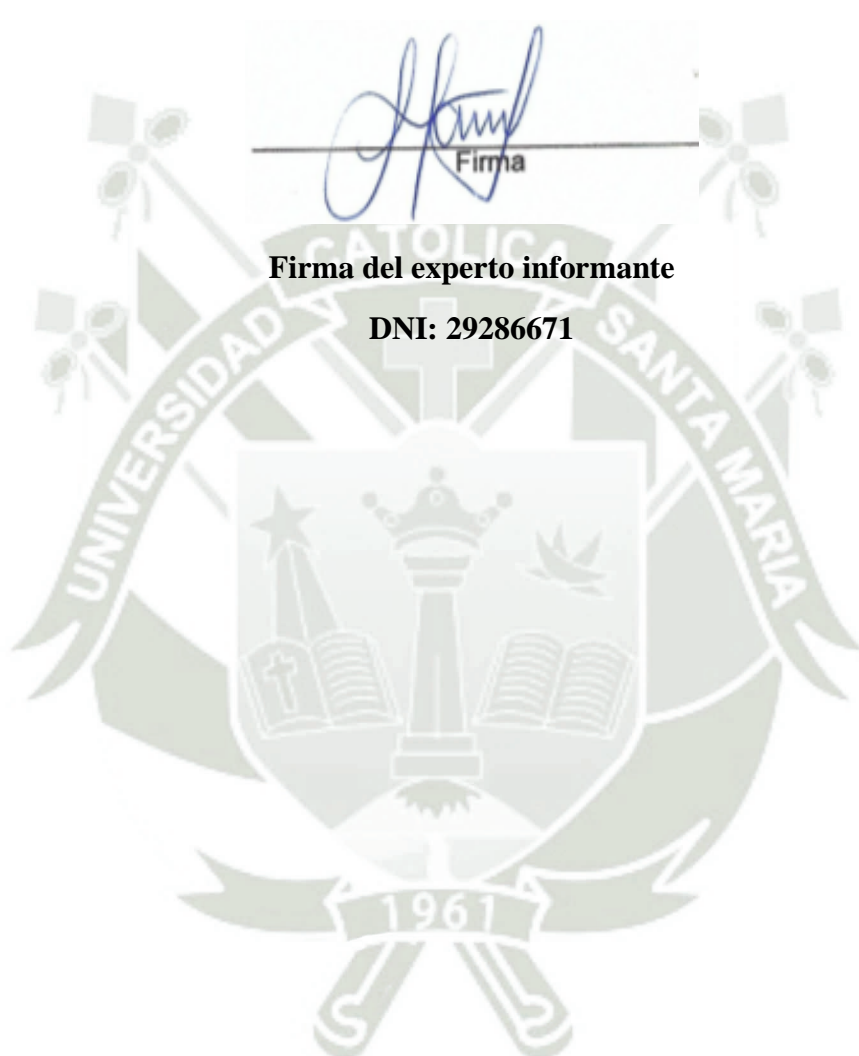 Firma
Firma del experto informante
DNI: 29286671
UNIVERSIDAD CATOLICA SANTA MARIA
1961